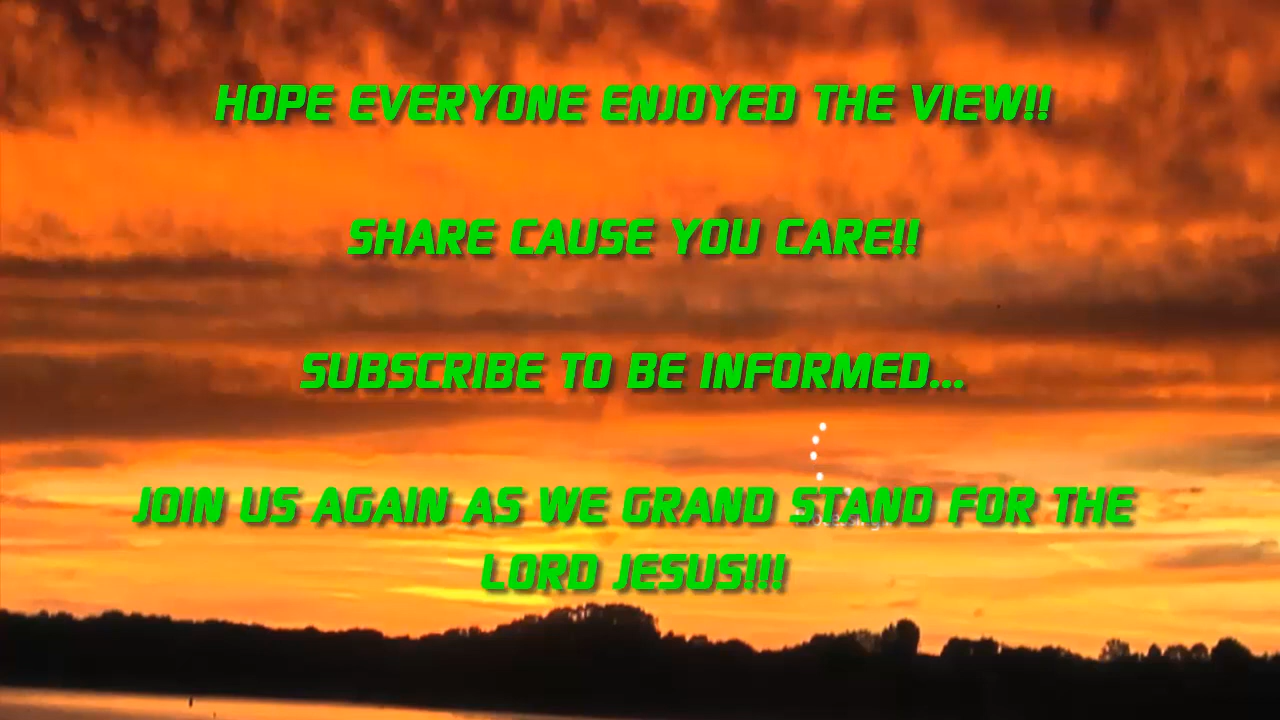 HOPE EVERYONE ENJOYED THE VIEW!!
SHARE CAUSE YOU CARE!!
SUBSCRIBE TO BE INFORMED...
JOIN US AGAIN AS WE GRAND STAND FOR THE
LORD JESUS!!!